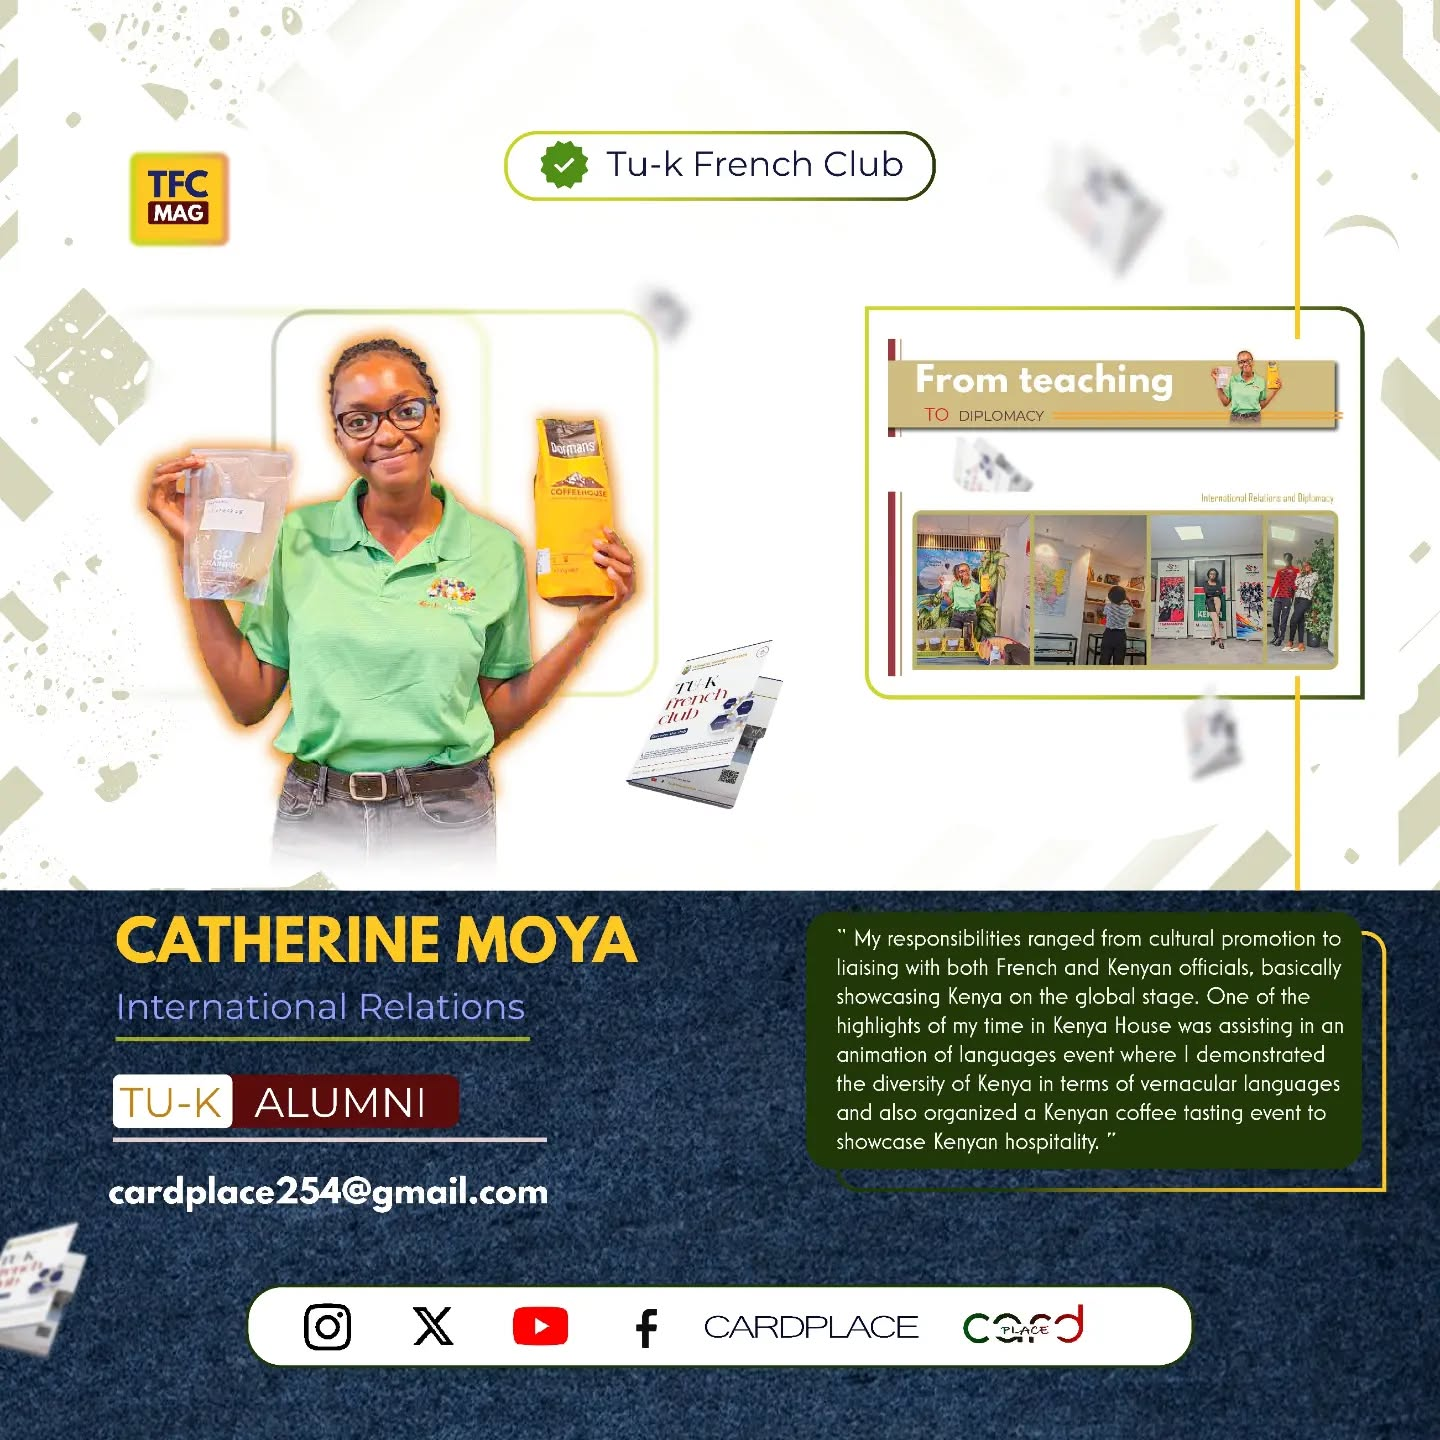 TFC
MAG
Tu-k French Club
Dormans
COFFEEHOUSE
GP
GRAINPRO
From teaching
TO DIPLOMACY
International Relations and Diplomacy
KENYA
TU-K
french
club
CATHERINE MOYA
International Relations
TU-K ALUMNI
cardplace254@gmail.com
" My responsibilities ranged from cultural promotion to
liaising with both French and Kenyan officials, basically
showcasing Kenya on the global stage. One of the
highlights of my time in Kenya House was assisting in an
animation of languages event where I demonstrated
the diversity of Kenya in terms of vernacular languages
and also organized a Kenyan coffee tasting event to
showcase Kenyan hospitality. "
CARDPLACE
card
PLACE